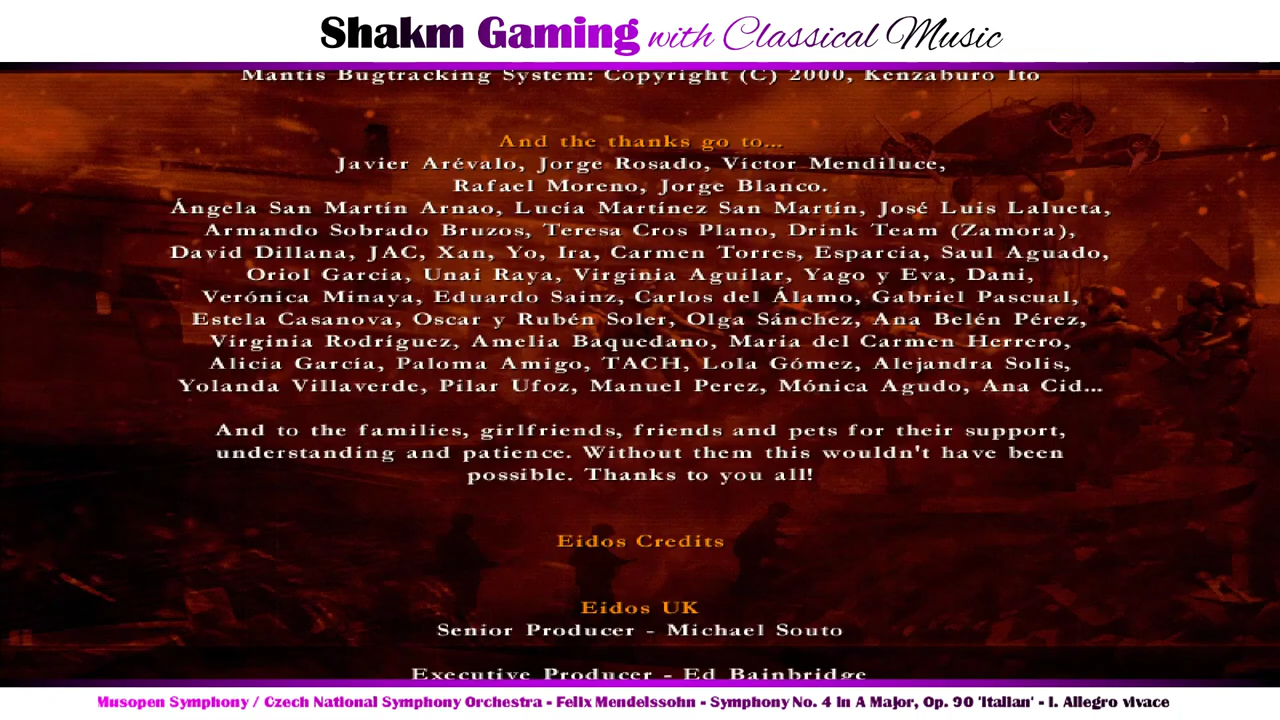 Shakm Gaming with Classical Music
Mantis Bugtracking System: Copyright (C) 2000, Kenzaburo Ito
And the thanks go to...
Javier Arévalo, Jorge Rosado, Víctor Mendiluce,
Rafael Moreno, Jorge Blanco.
Ángela San Martín Arnao, Lucía Martínez San Martín, José Luis Lalueta,
Armando Sobrado Bruzos, Teresa Cros Plano, Drink Team (Zamora),
David Dillana, JAC, Xan, Yo, Ira, Carmen Torres, Esparcia, Saul Aguado,
Oriol Garcia, Unai Raya, Virginia Aguilar, Yago y Eva, Dani,
Verónica Minaya, Eduardo Sainz, Carlos del Álamo, Gabriel Pascual,
Estela Casanova, Oscar y Rubén Soler, Olga Sánchez, Ana Belén Pérez,
Virginia Rodríguez, Amelia Baquedano, Maria del Carmen Herrero,
Alicia García, Paloma Amigo, TACH, Lola Gómez, Alejandra Solis,
Yolanda Villaverde, Pilar Ufoz, Manuel Perez, Mónica Agudo, Ana Cid...
And to the families, girlfriends, friends and pets for their support,
understanding and patience. Without them this wouldn't have been
possible. Thanks to you all!
Eidos Credits
Eidos UK
Senior Producer - Michael Souto
Executive Producer - Ed Bainbridge
Musopen Symphony / Czech National Symphony Orchestra - Felix Mendelssohn - Symphony No. 4 in A Major, Op. 90 'Italian' - I. Allegro vivace